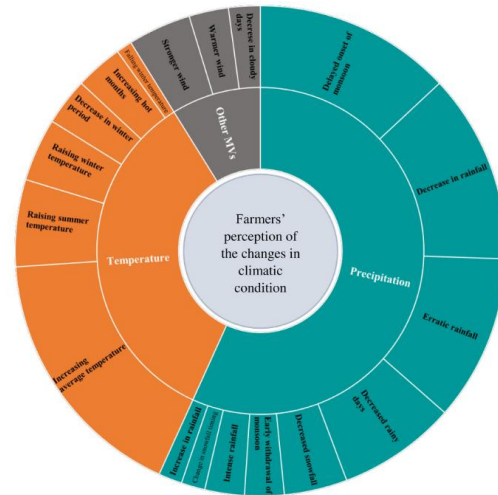 Farmers'
perception of
the changes in
climatic
condition
Precipitation
Temperature
Other MVs
Delayed onset of
monsoon
Decrease in rainfall
Erratic rainfall
Decreased rainy
days
Decreased snowfall
Early withdrawal of
monsoon
Intense rainfall
Increase in rainfall
Increasing
average temperature
Raising summer
temperature
Raising winter
temperature
Decrease in winter
period
Increasing hot
months
Falling winter temperature
Stronger wind
Warmer wind
Decrese in cloudy
days